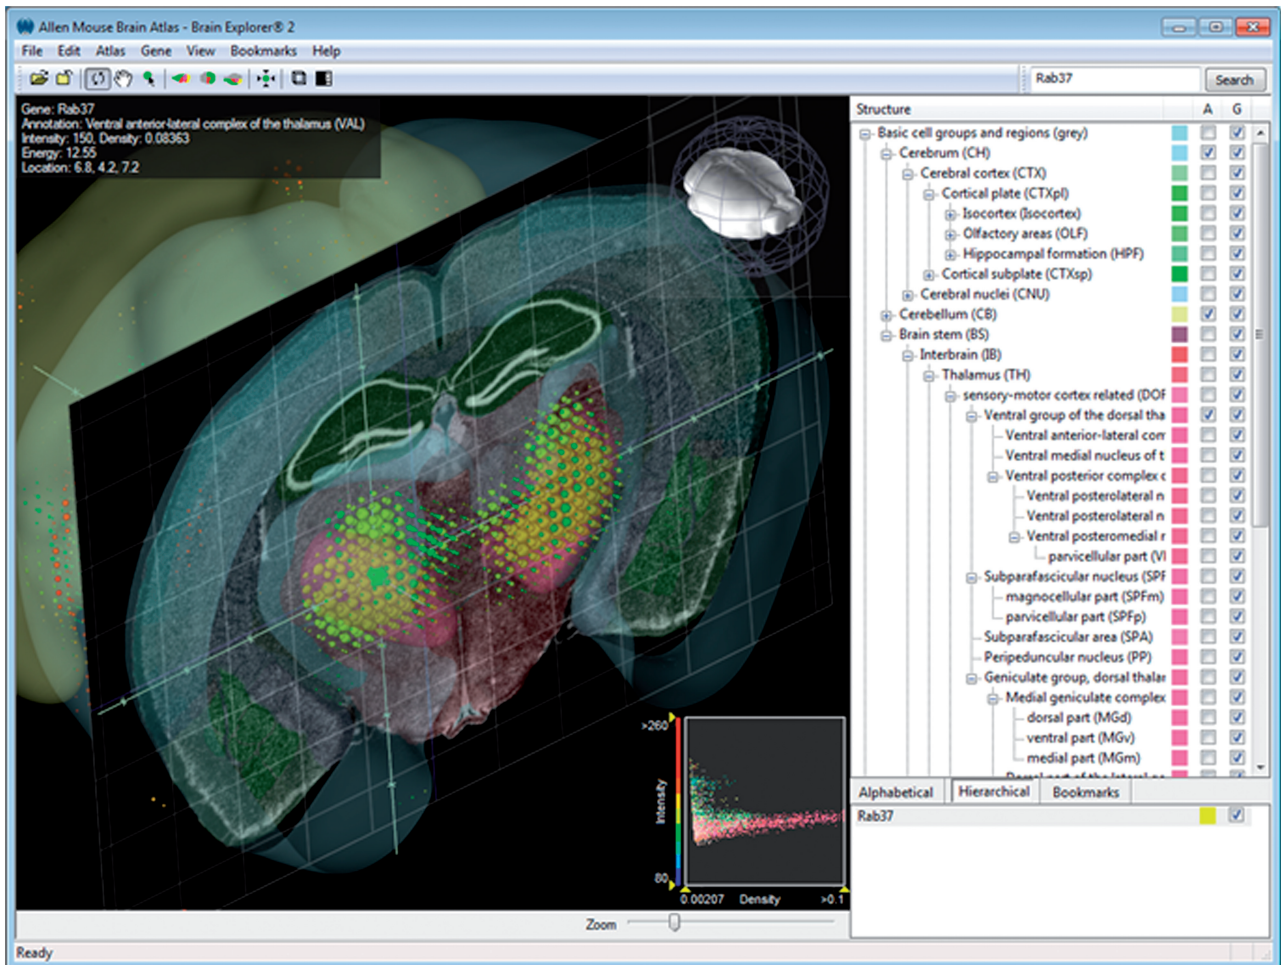 Allen Mouse Brain Atlas - Brain Explorer® 2
File Edit Atlas Gene View Bookmarks Help
Rab37 Search
Gene: Rab37
Annotation: Ventral anterior-lateral complex of the thalamus (VAL)
Intensity: 150, Density: 0.08363
Energy: 12.55
Location: 6.8, 4.2, 7.2
>260
Intensity
80
0.00207 Density >0.1
Zoom
Structure A G
Basic cell groups and regions (grey)
Cerebrum (CH)
Cerebral cortex (CTX)
Cortical plate (CTXpl)
Isocortex (Isocortex)
Olfactory areas (OLF)
Hippocampal formation (HPF)
Cortical subplate (CTXsp)
Cerebral nuclei (CNU)
Cerebellum (CB)
Brain stem (BS)
Interbrain (IB)
Thalamus (TH)
sensory-motor cortex related (DOF
Ventral group of the dorsal tha
Ventral anterior-lateral com
Ventral medial nucleus of t
Ventral posterior complex c
Ventral posterolateral n
Ventral posterolateral n
Ventral posteromedial r
parvicellular part (VI
Subparafascicular nucleus (SPF
magnocellular part (SPFm)
parvicellular part (SPFp)
Subparafascicular area (SPA)
Peripeduncular nucleus (PP)
Geniculate group, dorsal thalar
Medial geniculate complex
dorsal part (MGd)
ventral part (MGv)
medial part (MGm)
Alphabetical Hierarchical Bookmarks
Rab37
Ready